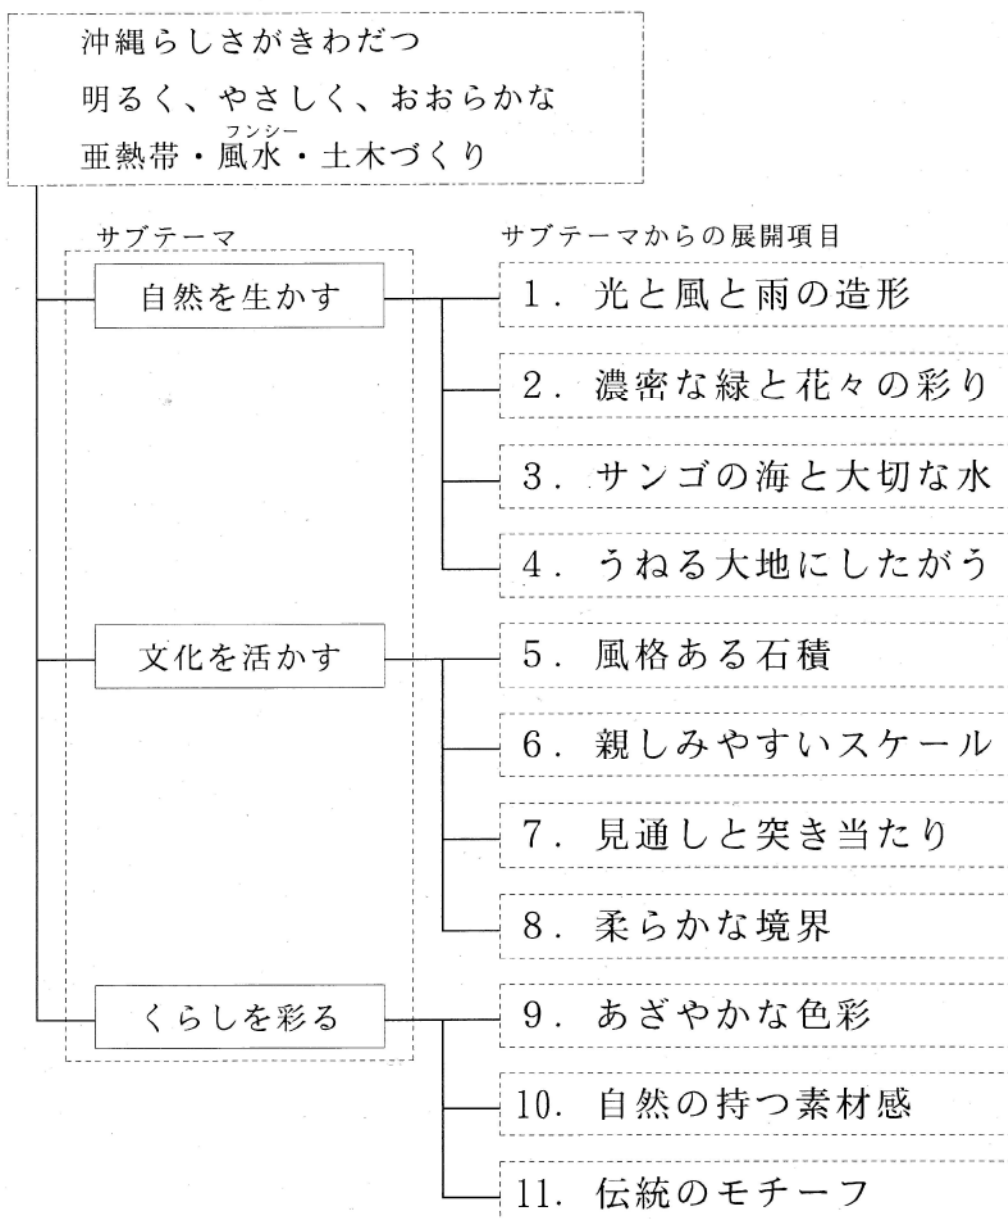 沖縄らしさがきわだつ
明るく、やさしく、おおらかな
フンシー
亜熱帯・風水・土木づくり
サブテーマ
サブテーマからの展開項目
自然を生かす
1. 光と風と雨の造形
2. 濃密な緑と花々の彩り
3. サンゴの海と大切な水
4. うねる大地にしたがう
文化を活かす
5. 風格ある石積
6. 親しみやすいスケール
7. 見通しと突き当たり
8. 柔らかな境界
くらしを彩る
9. あざやかな色彩
10. 自然の持つ素材感
11. 伝統のモチーフ